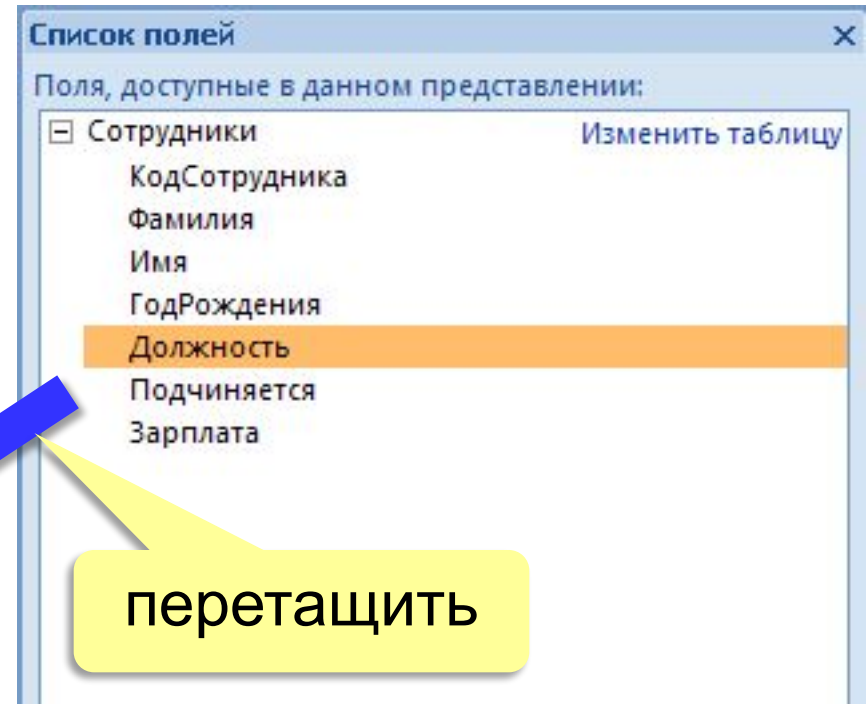 Список полей
Поля, доступные в данном представлении:
Сотрудники Изменить таблицу
КодСотрудника
Фамилия
Имя
ГодРождения
Должность
Подчиняется
Зарплата
перетащить